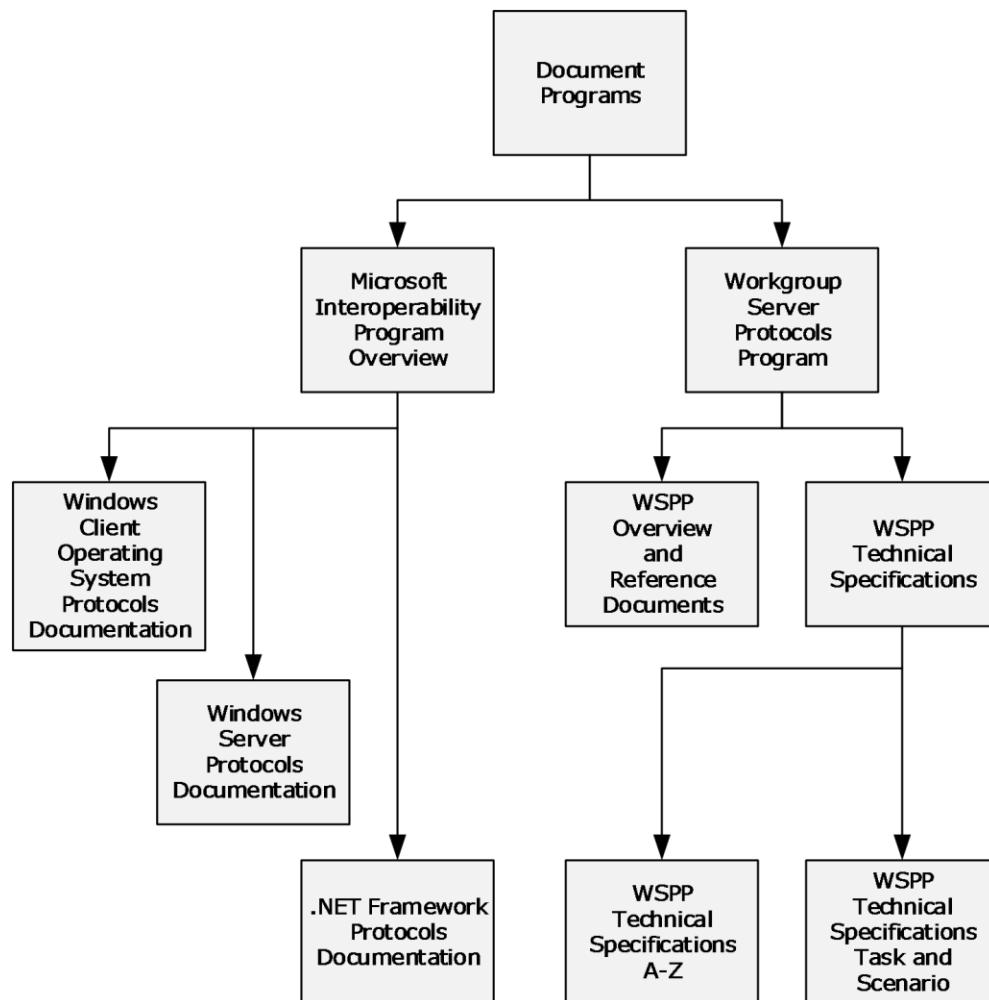 Document
Programs
Microsoft
Interoperability
Program
Overview
Workgroup
Server
Protocols
Program
Windows
Client
Operating
System
Protocols
Documentation
WSPP
Overview
and
Reference
Documents
WSPP
Technical
Specifications
Windows
Server
Protocols
Documentation
.NET Framework
Protocols
Documentation
WSPP
Technical
Specifications
A-Z
WSPP
Technical
Specifications
Task and
Scenario